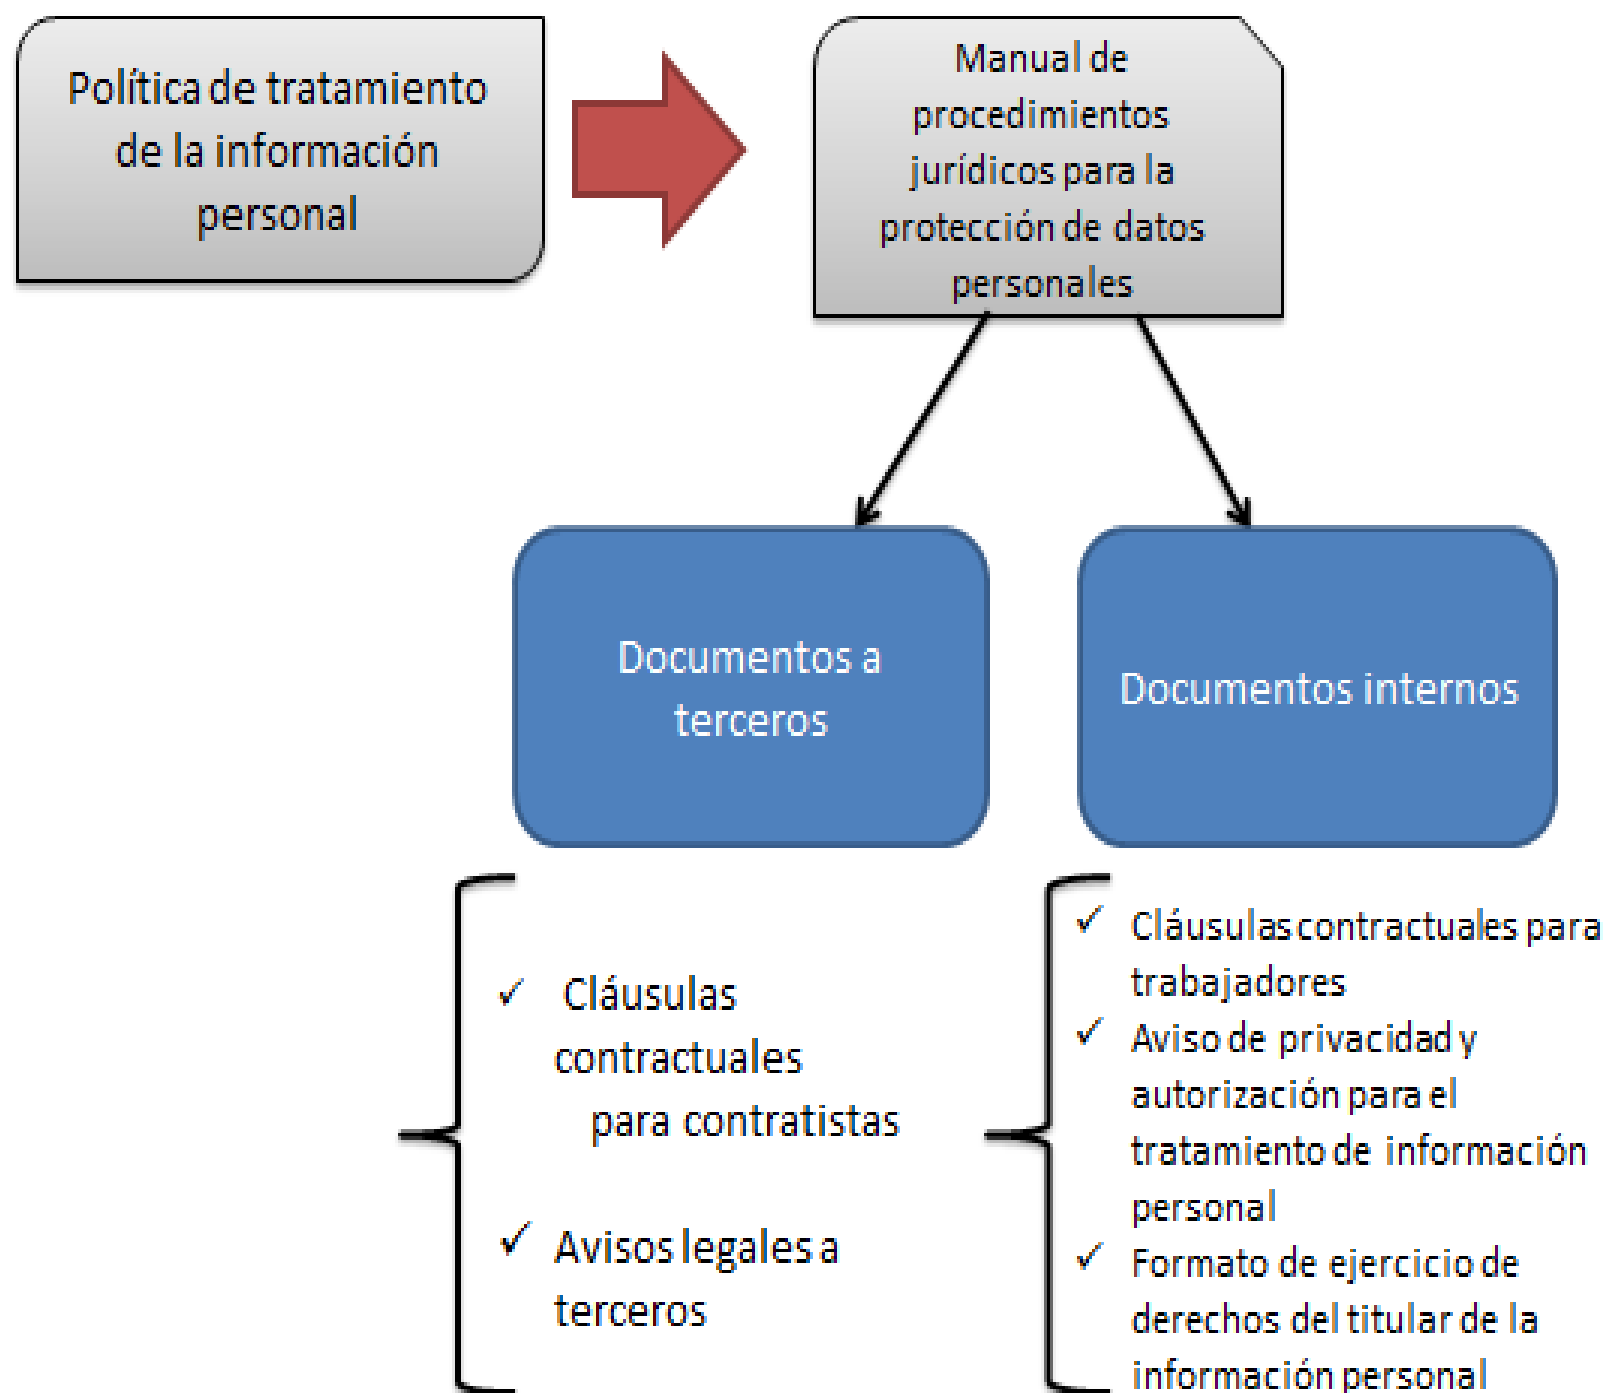 Política de tratamiento
de la información
personal
Manual de
procedimientos
jurídicos para la
protección de datos
personales
Documentos a
terceros
Documentos internos
✓ Cláusulas
contractuales
para contratistas
✓ Avisos legales a
terceros
✓ Cláusulas contractuales para
trabajadores
✓ Aviso de privacidad y
autorización para el
tratamiento de información
personal
✓ Formato de ejercicio de
derechos del titular de la
información personal